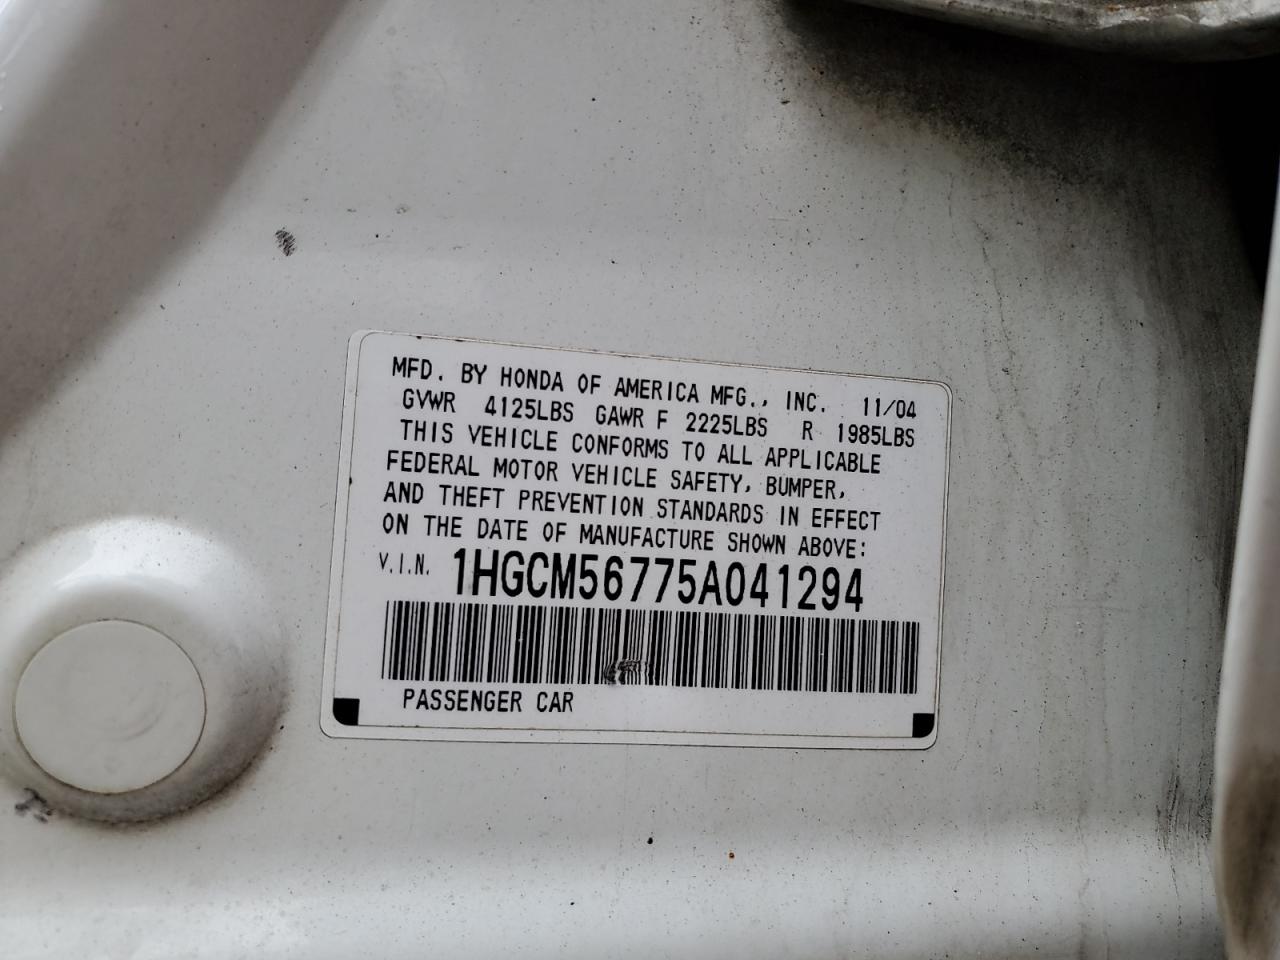 MFD. BY HONDA OF AMERICA MFG., INC. 11/04
GVWR 4125LBS GAWR F 2225LBS R 1985LBS
THIS VEHICLE CONFORMS TO ALL APPLICABLE
FEDERAL MOTOR VEHICLE SAFETY, BUMPER,
AND THEFT PREVENTION STANDARDS IN EFFECT
ON THE DATE OF MANUFACTURE SHOWN ABOVE:
V.I.N. 1HGCM56775A041294
PASSENGER CAR